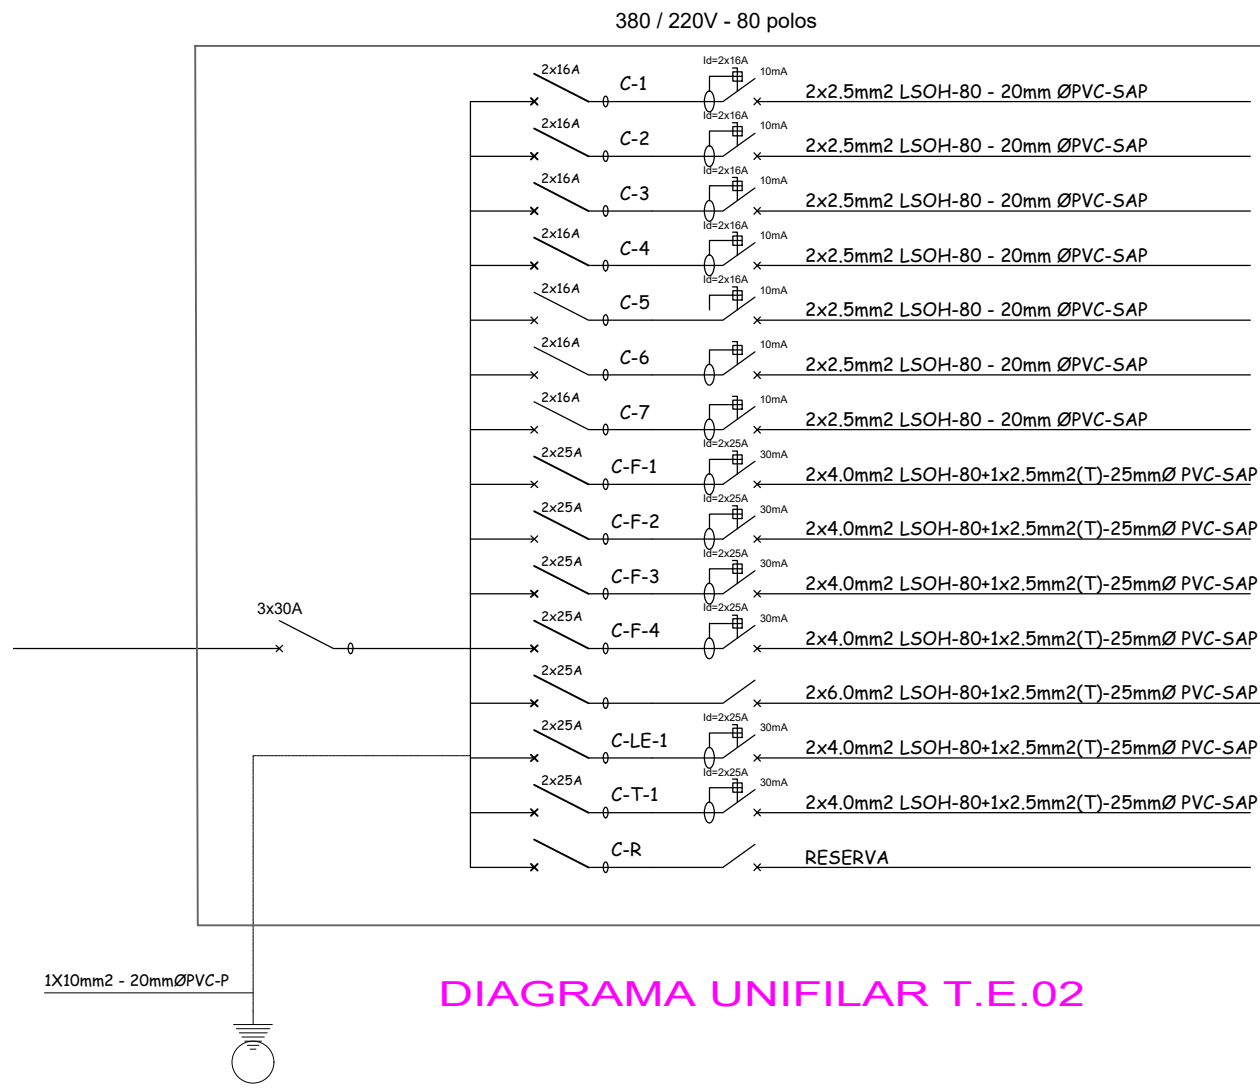 380 / 220V - 80 polos
2x16A
C-1
Id=2x16A
10mA
2x2.5mm2 LSOH-80 - 20mm ØPVC-SAP
2x16A
C-2
Id=2x16A
10mA
2x2.5mm2 LSOH-80 - 20mm ØPVC-SAP
2x16A
C-3
Id=2x16A
10mA
2x2.5mm2 LSOH-80 - 20mm ØPVC-SAP
2x16A
C-4
Id=2x16A
10mA
2x2.5mm2 LSOH-80 - 20mm ØPVC-SAP
2x16A
C-5
Id=2x16A
10mA
2x2.5mm2 LSOH-80 - 20mm ØPVC-SAP
2x16A
C-6
10mA
2x2.5mm2 LSOH-80 - 20mm ØPVC-SAP
2x16A
C-7
10mA
2x2.5mm2 LSOH-80 - 20mm ØPVC-SAP
2x25A
C-F-1
Id=2x25A
30mA
2x4.0mm2 LSOH-80+1x2.5mm2(T)-25mmØ PVC-SAP
2x25A
C-F-2
Id=2x25A
30mA
2x4.0mm2 LSOH-80+1x2.5mm2(T)-25mmØ PVC-SAP
2x25A
C-F-3
Id=2x25A
30mA
2x4.0mm2 LSOH-80+1x2.5mm2(T)-25mmØ PVC-SAP
3x30A
2x25A
C-F-4
Id=2x25A
30mA
2x4.0mm2 LSOH-80+1x2.5mm2(T)-25mmØ PVC-SAP
2x25A
2x6.0mm2 LSOH-80+1x2.5mm2(T)-25mmØ PVC-SAP
2x25A
C-LE-1
Id=2x25A
30mA
2x4.0mm2 LSOH-80+1x2.5mm2(T)-25mmØ PVC-SAP
2x25A
C-T-1
Id=2x25A
30mA
2x4.0mm2 LSOH-80+1x2.5mm2(T)-25mmØ PVC-SAP
C-R
RESERVA
1X10mm2 - 20mmØPVC-P
DIAGRAMA UNIFILAR T.E.02